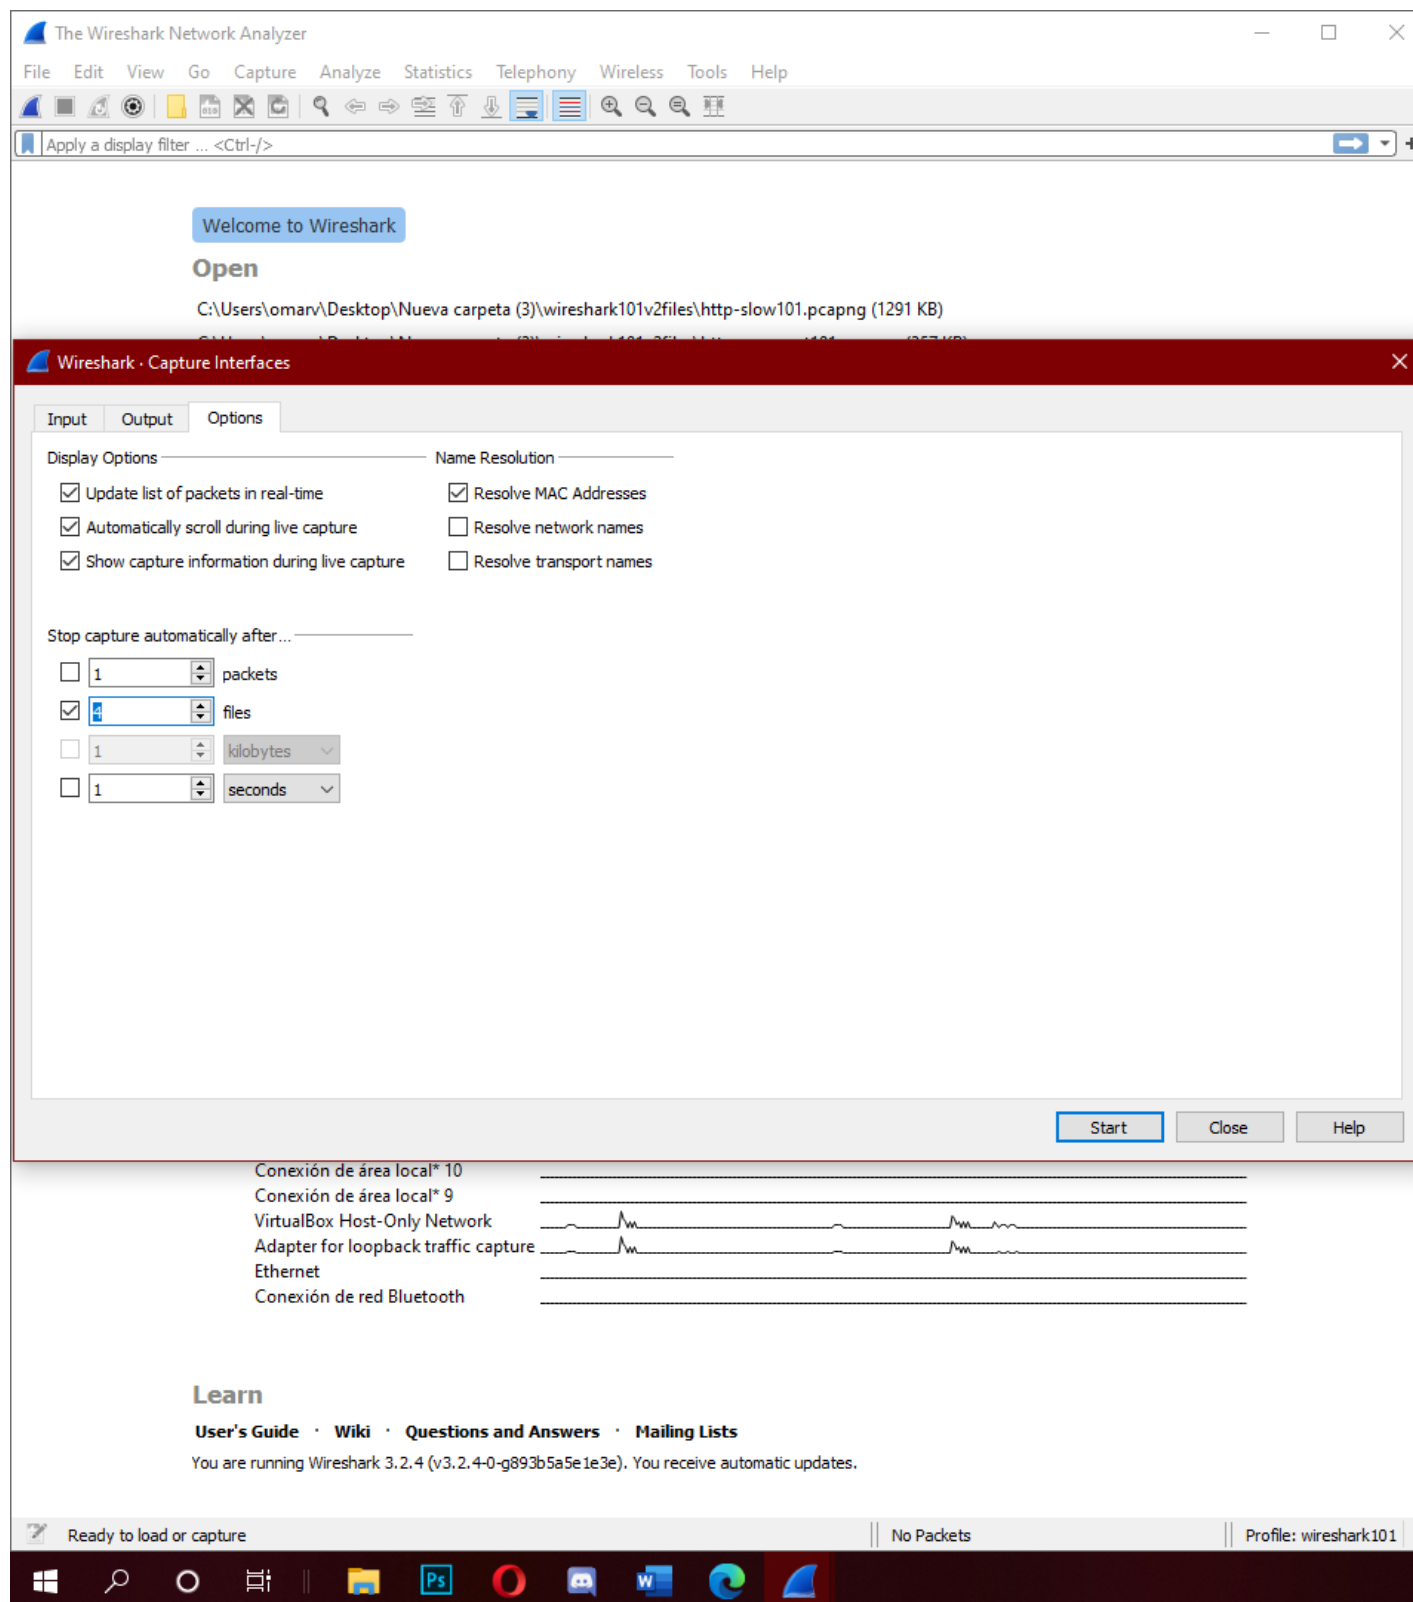 The Wireshark Network Analyzer
File Edit View Go Capture Analyze Statistics Telephony Wireless Tools Help
Apply a display filter ... <Ctrl-/>
Welcome to Wireshark
Open
C:\Users\omarv\Desktop\Nueva carpeta (3)\wireshark101v2files\http-slow101.pcapng (1291 KB)
Wireshark · Capture Interfaces
Input Output Options
Display Options Name Resolution
Update list of packets in real-time Resolve MAC Addresses
Automatically scroll during live capture Resolve network names
Show capture information during live capture Resolve transport names
Stop capture automatically after...
1 packets
4 files
1 kilobytes
1 seconds
Start Close Help
Conexión de área local* 10
Conexión de área local* 9
VirtualBox Host-Only Network
Adapter for loopback traffic capture
Ethernet
Conexión de red Bluetooth
Learn
User's Guide · Wiki · Questions and Answers · Mailing Lists
You are running Wireshark 3.2.4 (v3.2.4-0-g893b5a5e1e3e). You receive automatic updates.
Ready to load or capture No Packets Profile: wireshark101
Ps W